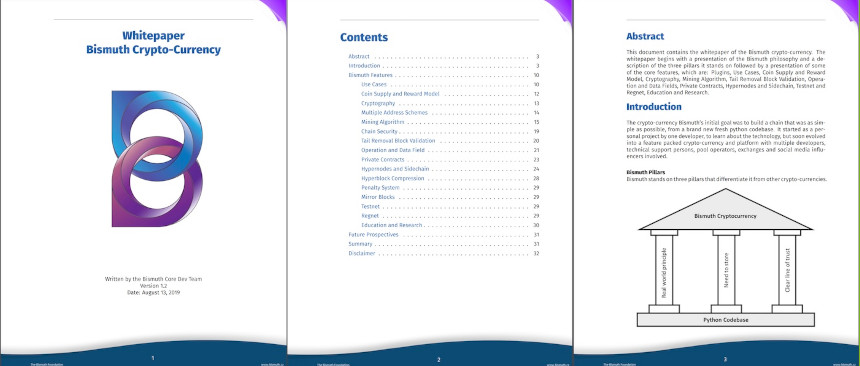 Whitepaper
Bismuth Crypto-Currency
Written by the Bismuth Core Dev Team
Version 1.2
Date: August 13, 2019
1
The Bismuth Foundation
www.bismuth.cz
Contents
Abstract . . . 3
Introduction . . . 3
Bismuth Features . . . 10
Use Cases . . . 10
Coin Supply and Reward Model . . . 12
Cryptography . . . 13
Multiple Address Schemes . . . 14
Mining Algorithm . . . 15
Chain Security . . . 19
Tail Removal Block Validation . . . 20
Operation and Data Field . . . 21
Private Contracts . . . 23
Hypernodes and Sidechain . . . 24
Hyperblock Compression . . . 28
Penalty System . . . 29
Mirror Blocks . . . 29
Testnet . . . 29
Regnet . . . 29
Education and Research . . . 30
Future Prospectives . . . 31
Summary . . . 31
Disclaimer . . . 32
2
The Bismuth Foundation
Abstract
This document contains the whitepaper of the Bismuth crypto-currency. The
whitepaper begins with a presentation of the Bismuth philosophy and a de-
scription of the three pillars it stands on followed by a presentation of some
of the core features, which are: Plugins, Use Cases, Coin Supply and Reward
Model, Cryptography, Mining Algorithm, Tail Removal Block Validation, Opera-
tion and Data Fields, Private Contracts, Hypernodes and Sidechain, Testnet and
Regnet, Education and Research.
Introduction
The crypto-currency Bismuth's initial goal was to build a chain that was as sim-
ple as possible, from a brand new fresh python codebase. It started as a per-
sonal project by one developer, to learn about the technology, but soon evolved
into a feature packed crypto-currency and platform with multiple developers,
technical support persons, pool operators, exchanges and social media influ-
encers involved.
Bismuth Pillars
Bismuth stands on three pillars that differentiate it from other crypto-currencies.
Bismuth Cryptocurrency
Real world principle
Need to store
Clear line of trust
Python Codebase
3
The Bismuth Foundation